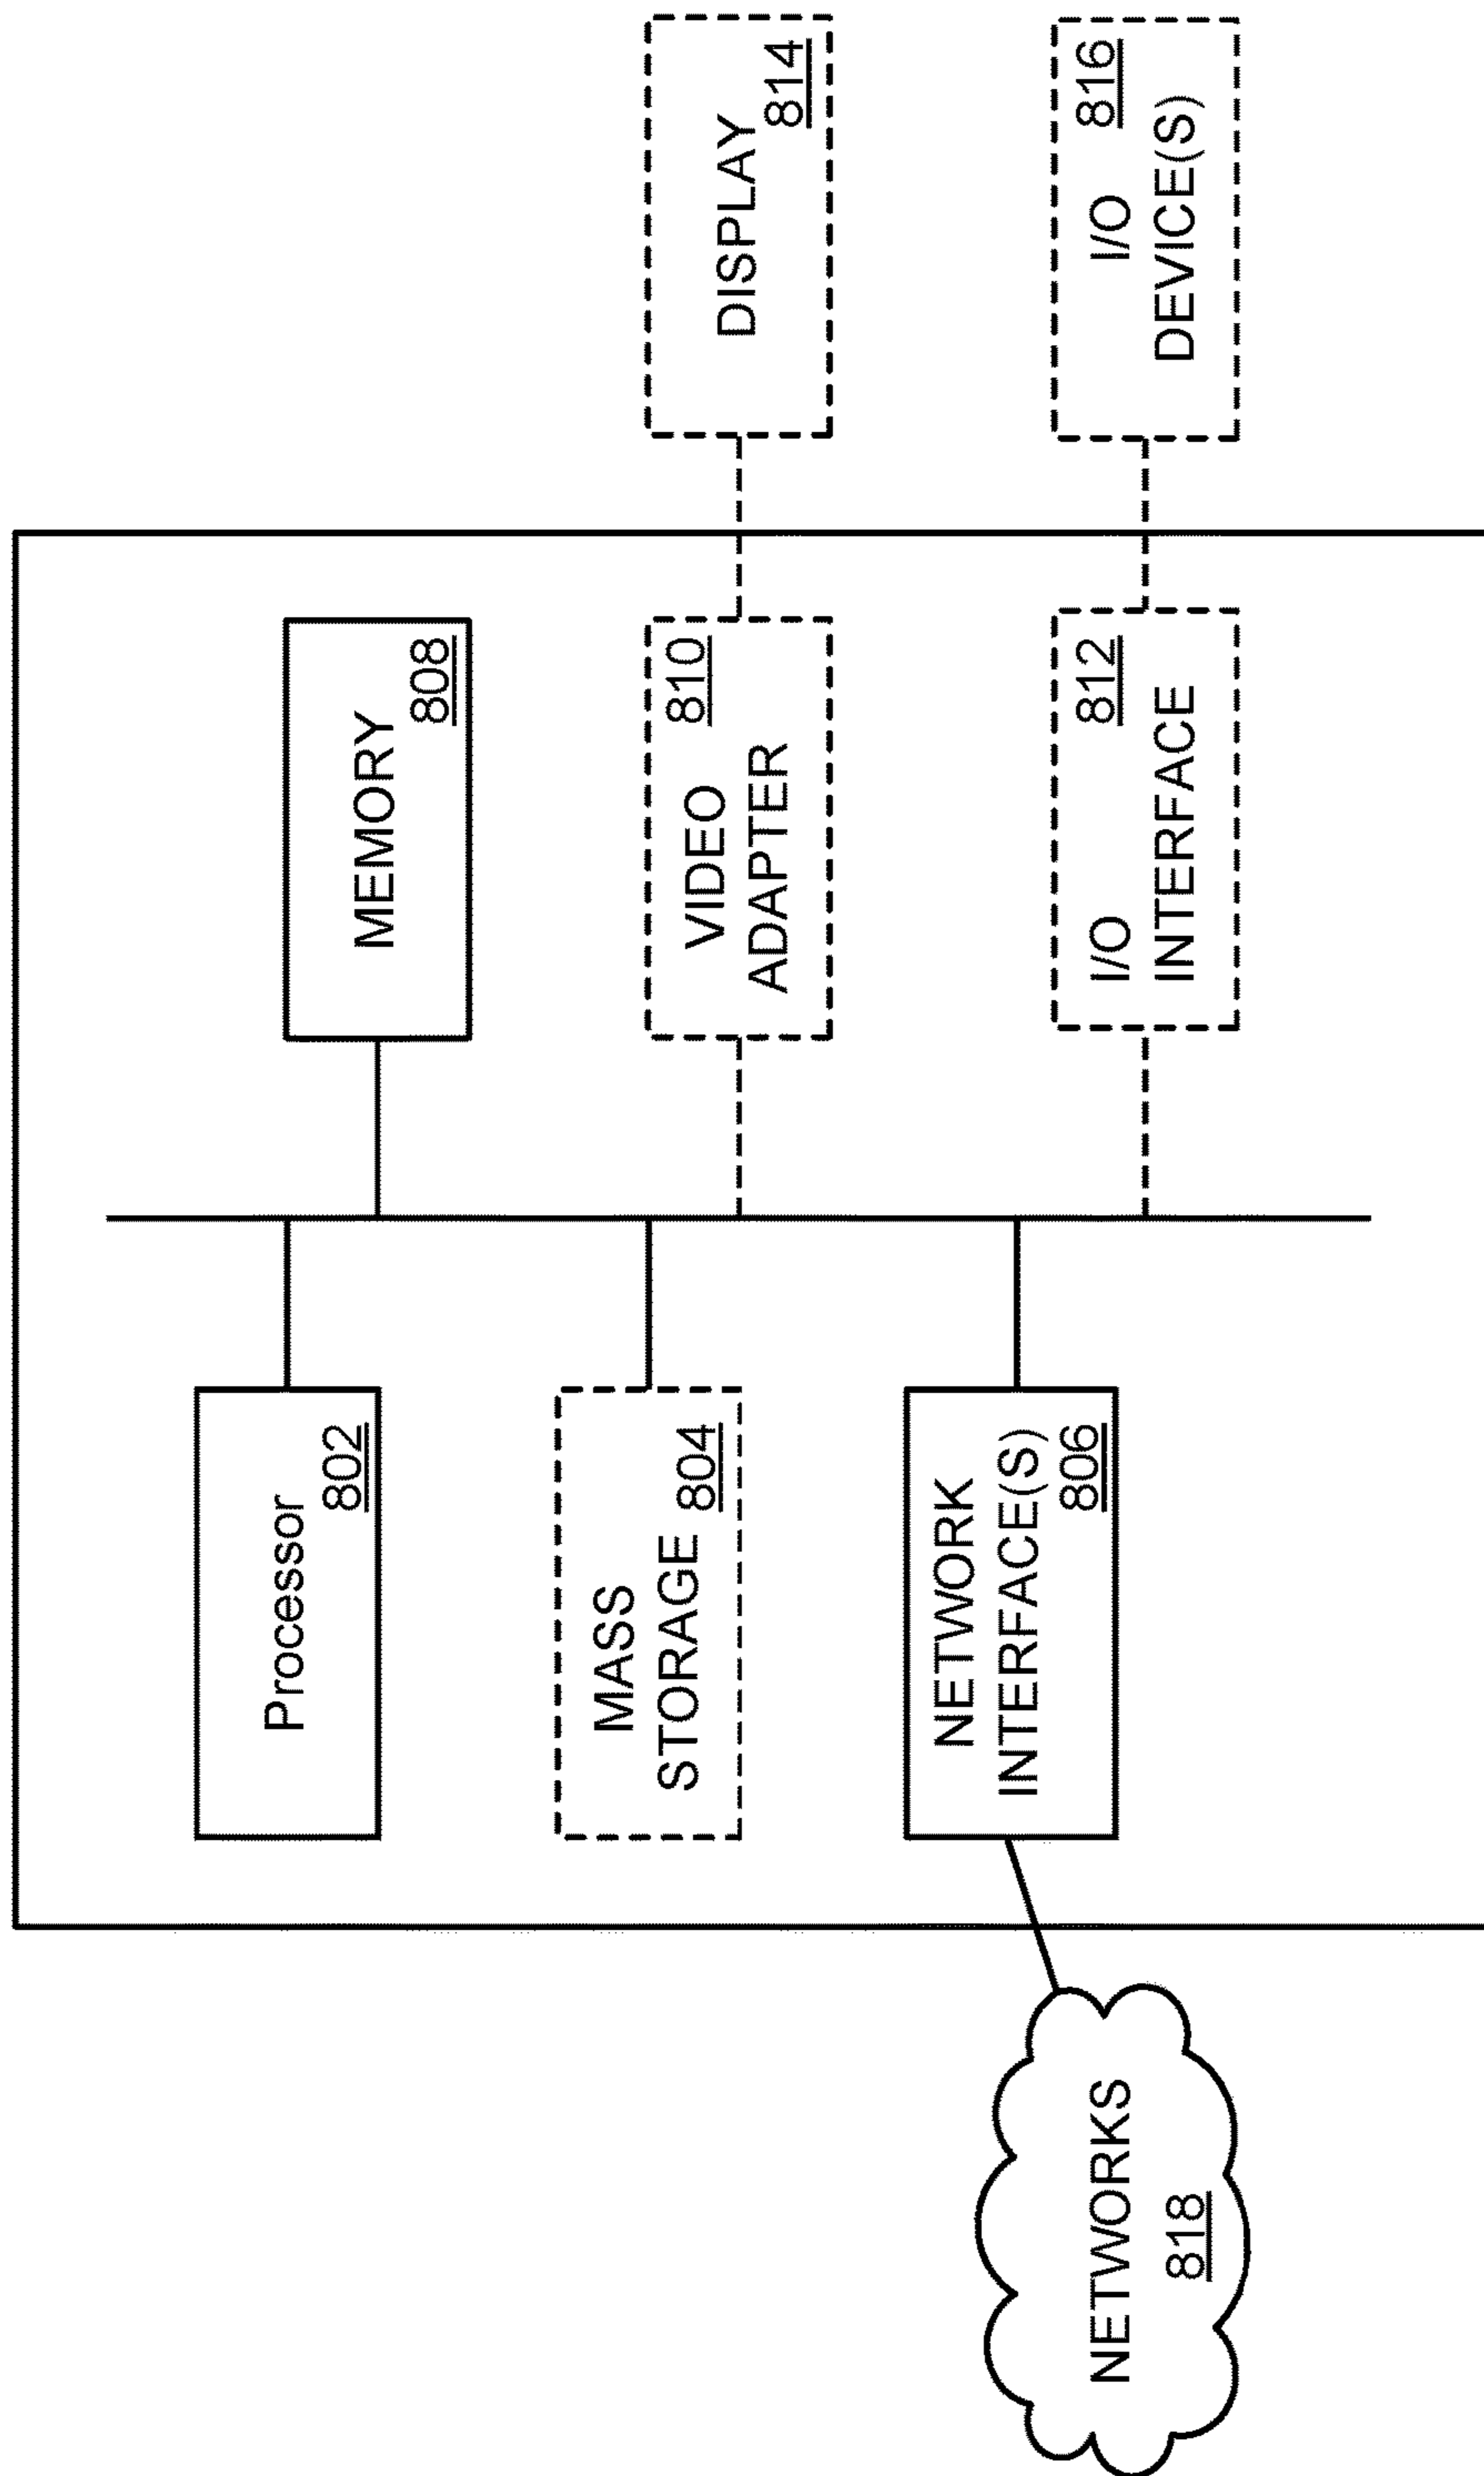 Processor
802
MEMORY
808
MASS
STORAGE 804
VIDEO 810
ADAPTER
DISPLAY
814
NETWORK
INTERFACE(S)
806
I/O 812
INTERFACE
I/O 816
DEVICE(S)
NETWORKS
818